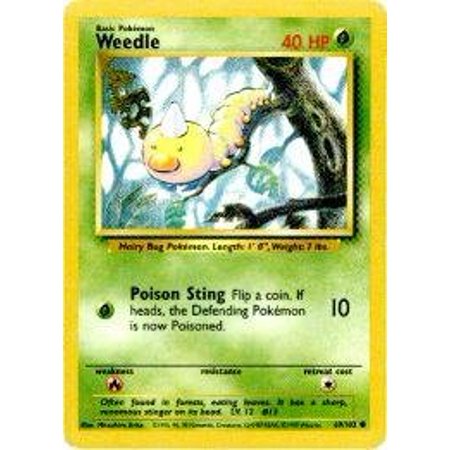 Basic Pokémon
Weedle
40 HP
Hairy Bug Pokémon. Length: 1' 0", Weight: 7 lbs.
Poison Sting Flip a coin. If
heads, the Defending Pokémon
is now Poisoned.
10
weakness
resistance
retreat cost
Often found in forests, eating leaves. It has a sharp,
venomous stinger on its head. LV. 12 #13
69/102